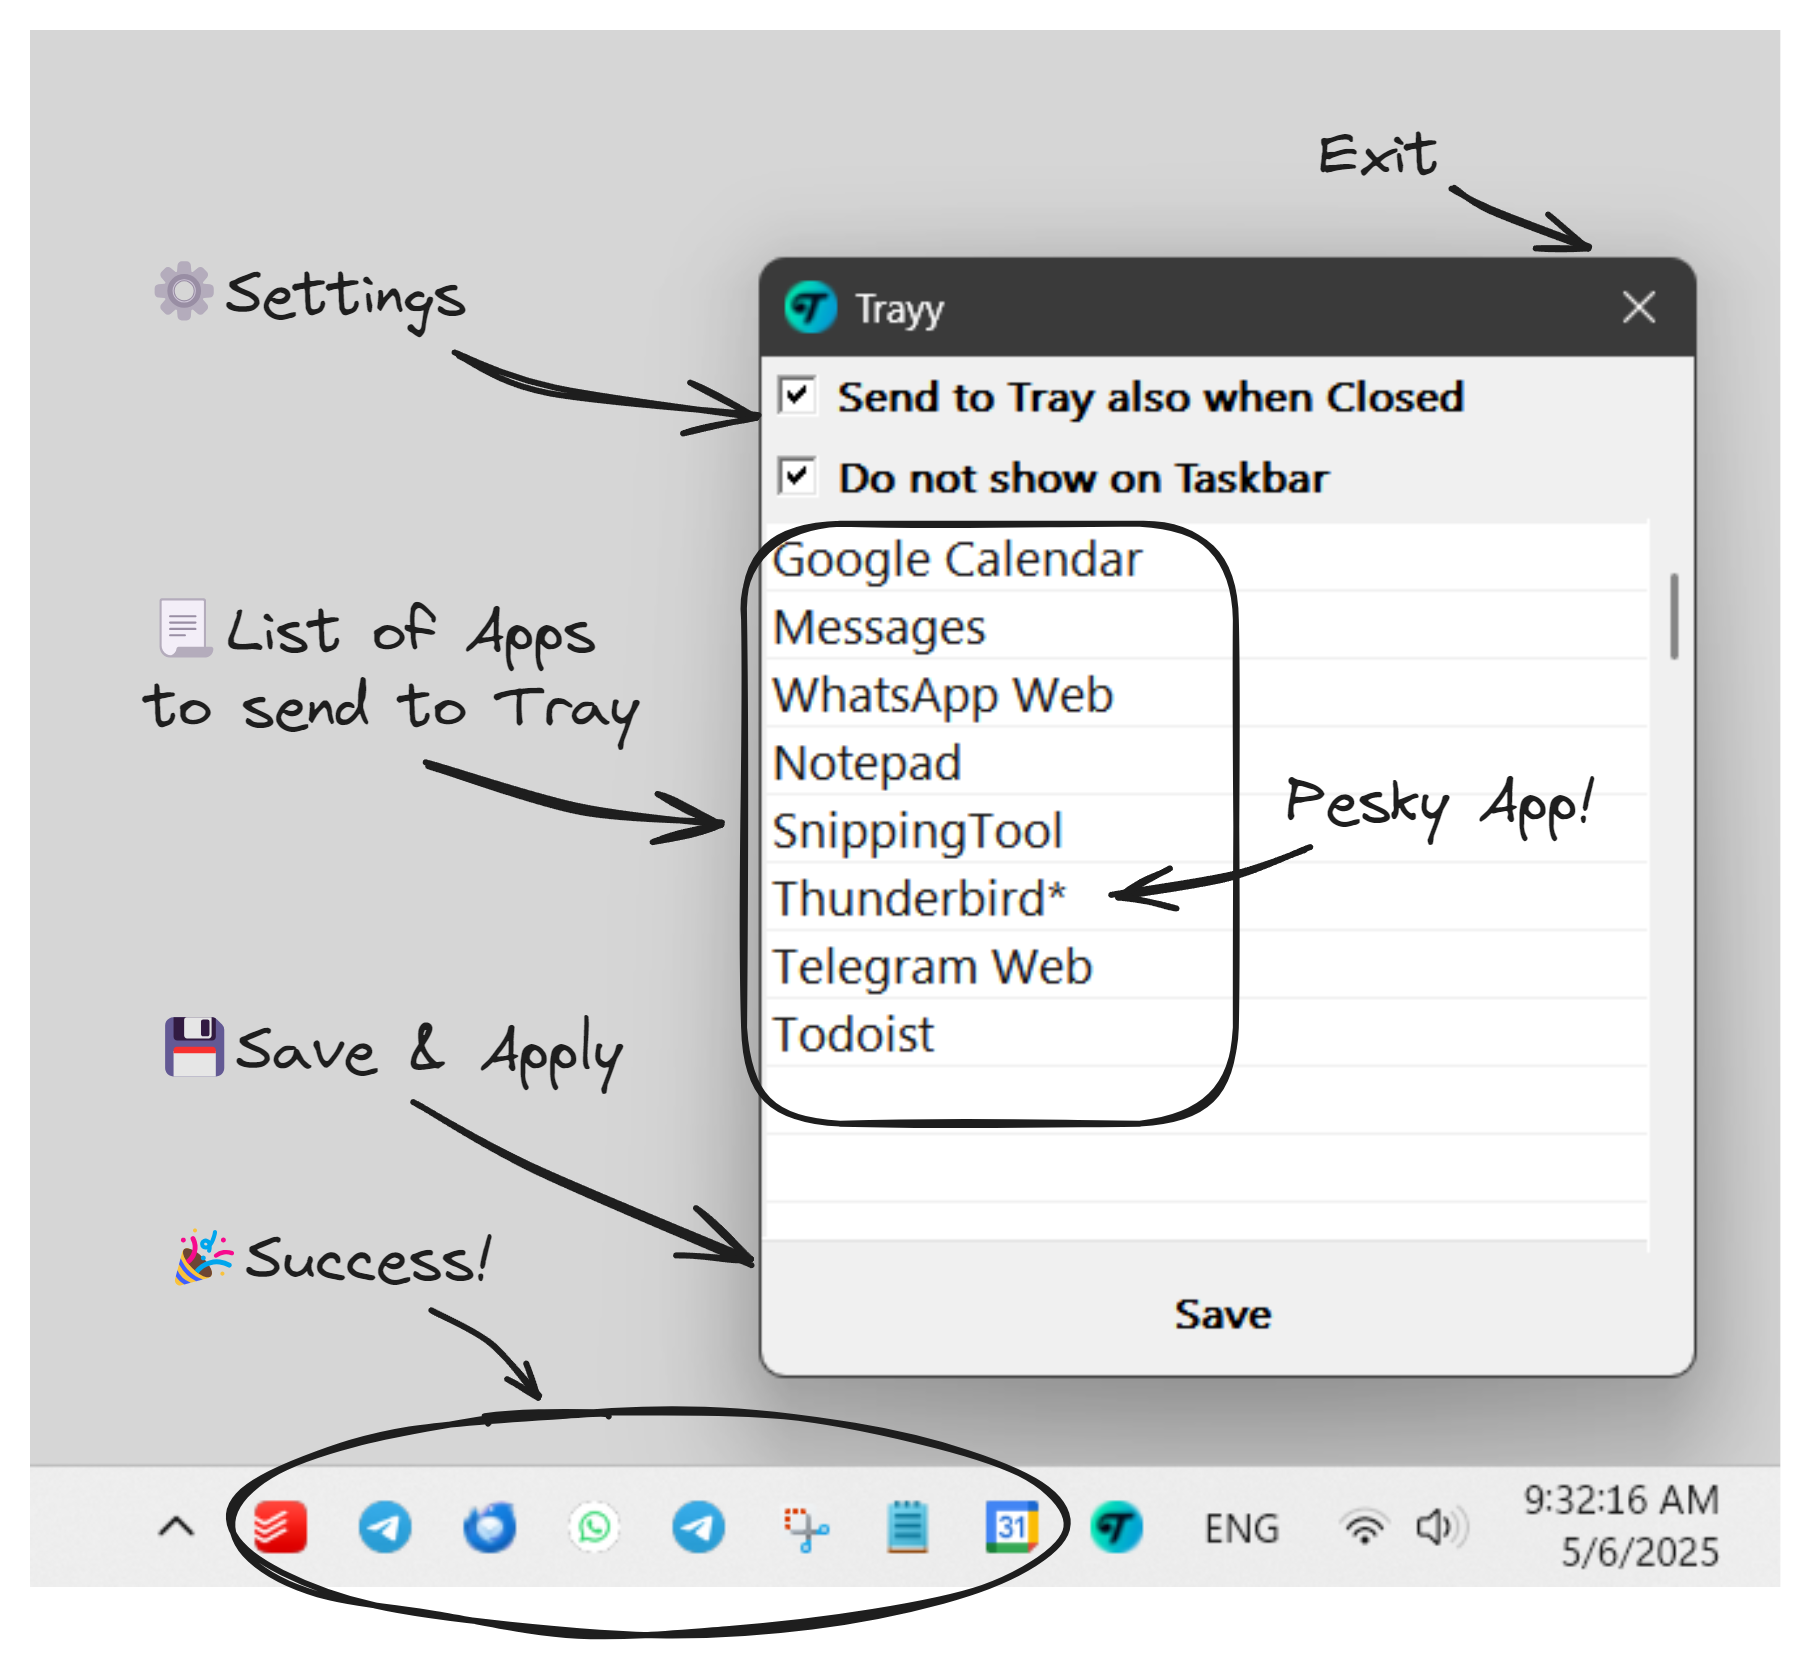 Exit
Settings
Trayy
Send to Tray also when Closed
Do not show on Taskbar
List of Apps
to send to Tray
Google Calendar
Messages
WhatsApp Web
Notepad
SnippingTool
Thunderbird*
Telegram Web
Todoist
Pesky App!
Save & Apply
Success!
Save
31
ENG
9:32:16 AM
5/6/2025